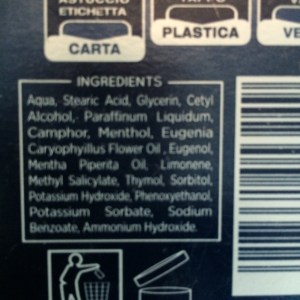 ASTUCCIO
ETICHETTA
CARTA
PLASTICA
INGREDIENTS
Aqua, Stearic Acid, Glycerin, Cetyl
Alcohol, Paraffinum Liquidum,
Camphor, Menthol, Eugenia
Caryophyllus Flower Oil , Eugenol,
Mentha Piperita Oil, Limonene,
Methyl Salicylate, Thymol, Sorbitol,
Potassium Hydroxide, Phenoxyethanol,
Potassium Sorbate, Sodium
Benzoate, Ammonium Hydroxide.